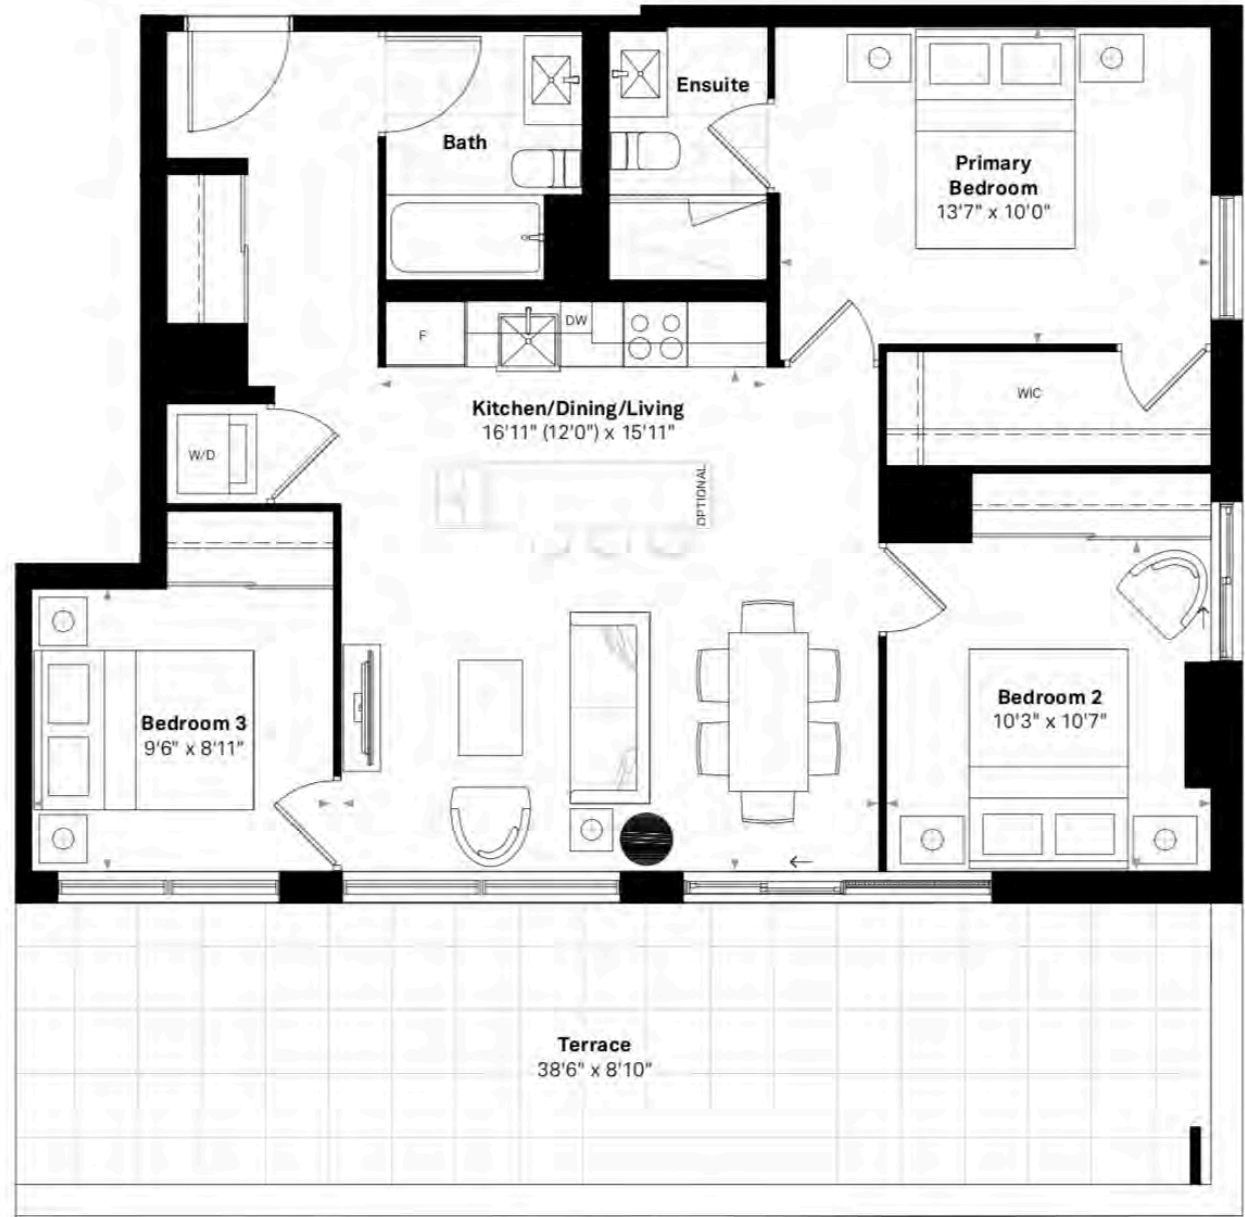 Bath
Ensuite
Primary
Bedroom
13'7" x 10'0"
F
DW
Kitchen/Dining/Living
16'11" (12'0") x 15'11"
WIC
W/D
OPTIONAL
Bedroom 3
9'6" x 8'11"
Bedroom 2
10'3" x 10'7"
Terrace
38'6" x 8'10"